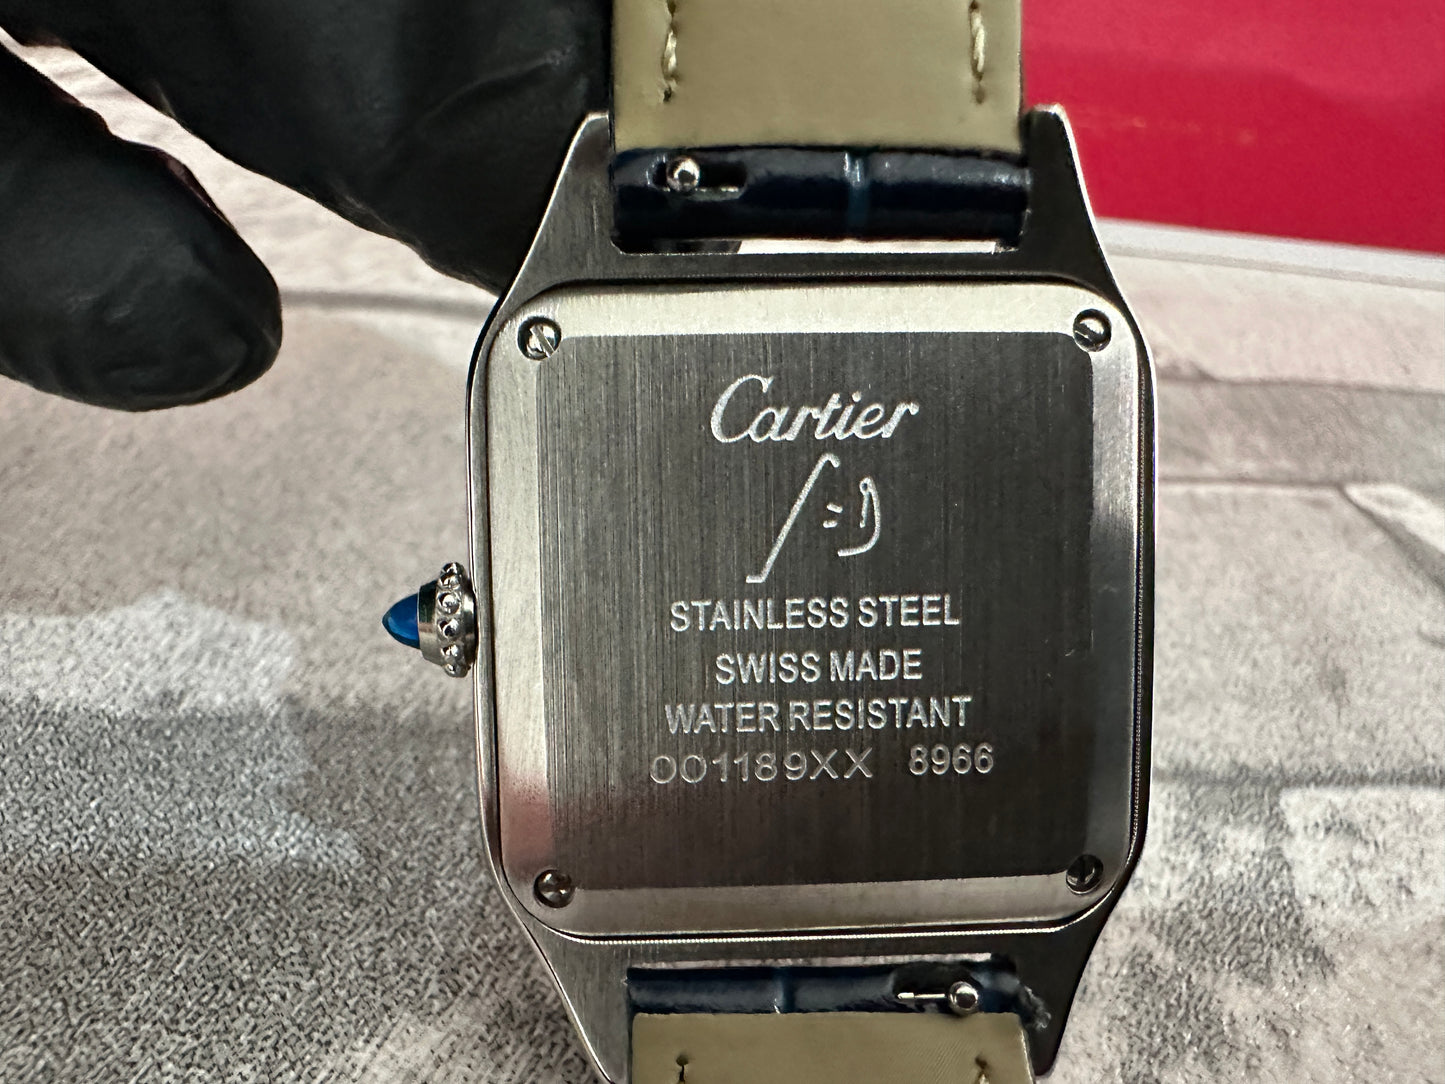 Cartier
STAINLESS STEEL
SWISS MADE
WATER RESISTANT
001189XX 8966